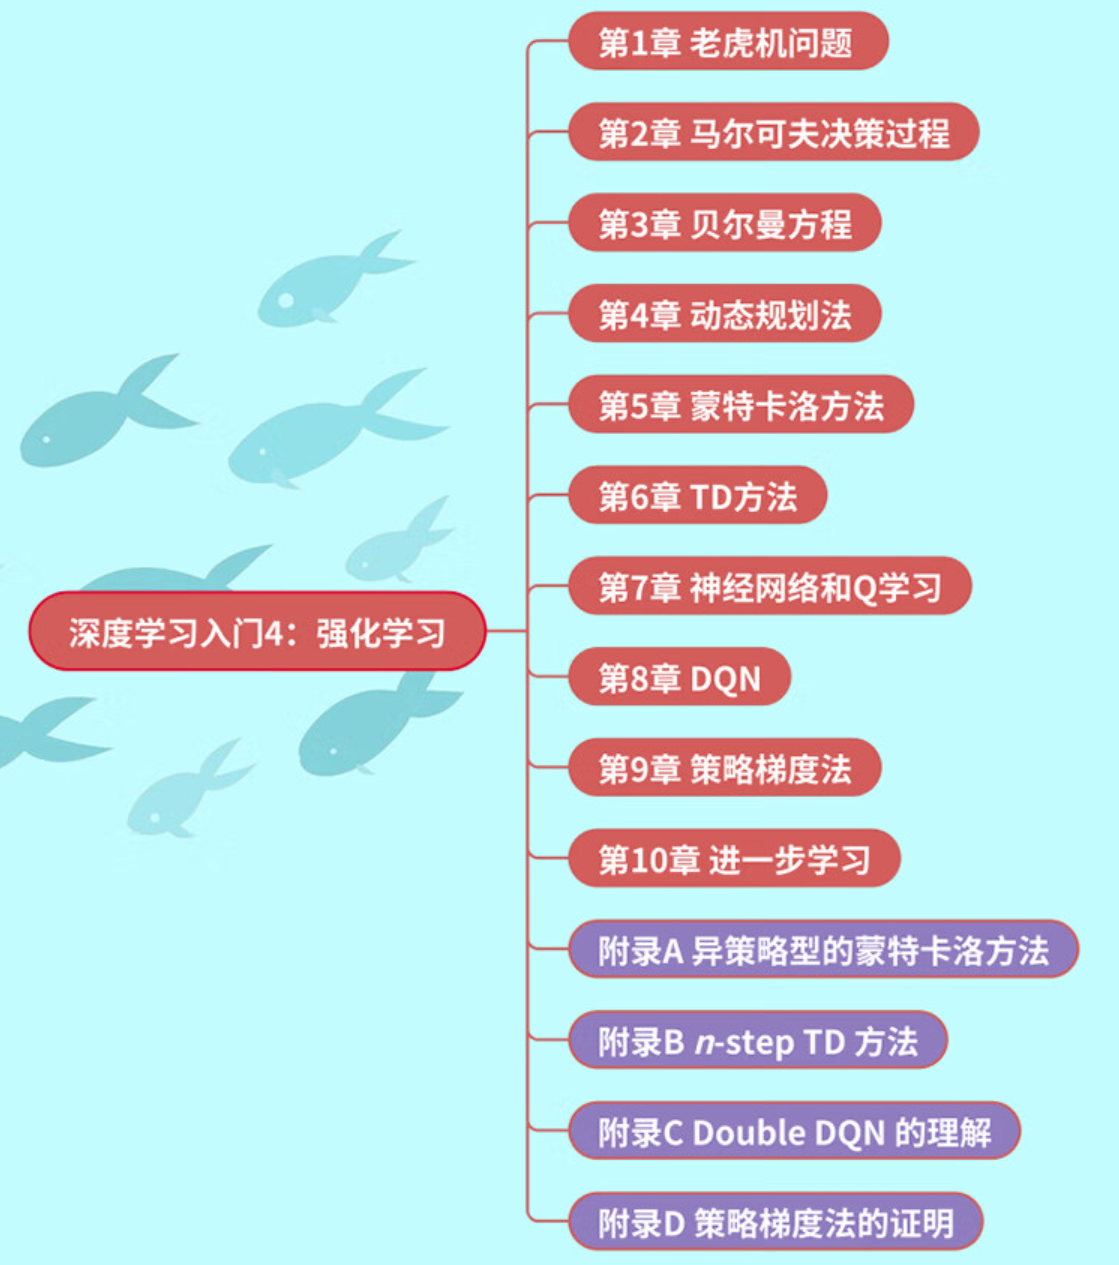 第1章 老虎机问题
第2章 马尔可夫决策过程
第3章 贝尔曼方程
第4章 动态规划法
第5章 蒙特卡洛方法
第6章 TD方法
第7章 神经网络和Q学习
深度学习入门4：强化学习
第8章 DQN
第9章 策略梯度法
第10章 进一步学习
附录A 异策略型的蒙特卡洛方法
附录B n-step TD 方法
附录C Double DQN 的理解
附录D 策略梯度法的证明